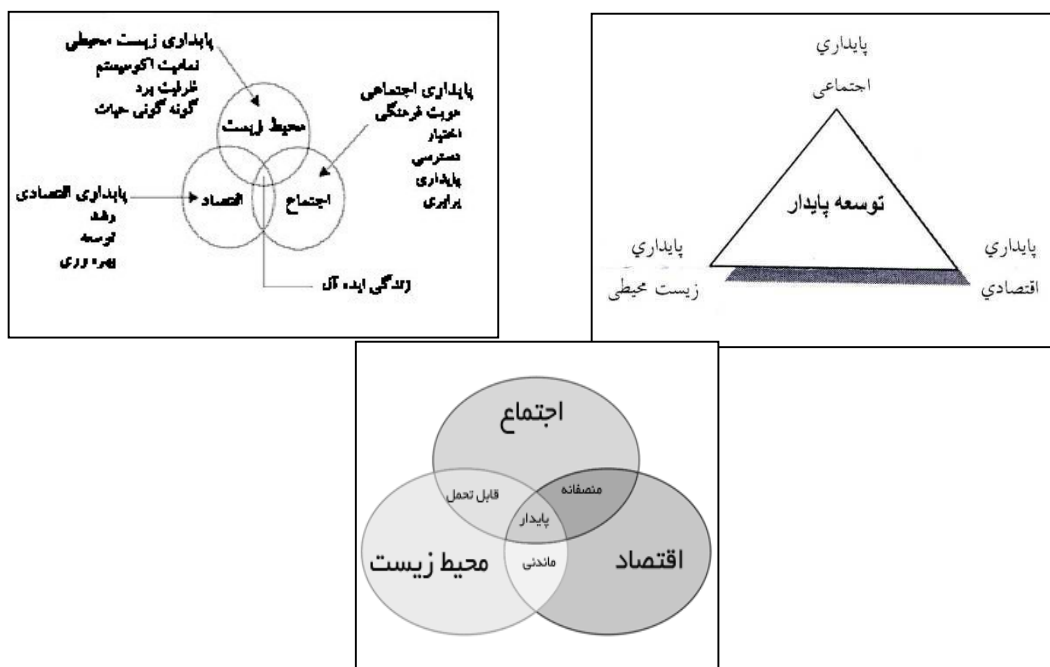 پایداری زیست محیطی
تمامیت اکوسیستم
ظرفیت برد
گونه گونی حیات
پایداری اجتماعی
هویت فرهنگی
اختیار
دسترسی
پایداری
برابری
محیط زیست
اقتصاد
اجتماع
پایداری اقتصادی
رشد
توسعه
بهره وری
زندگی ایده آل
پايداري
اجتماعی
توسعه پایدار
پايداري
زیست محیطی
پايداري
اقتصادي
اجتماع
قابل تحمل
منصفانه
پایدار
محیط زیست
ماندنی
اقتصاد